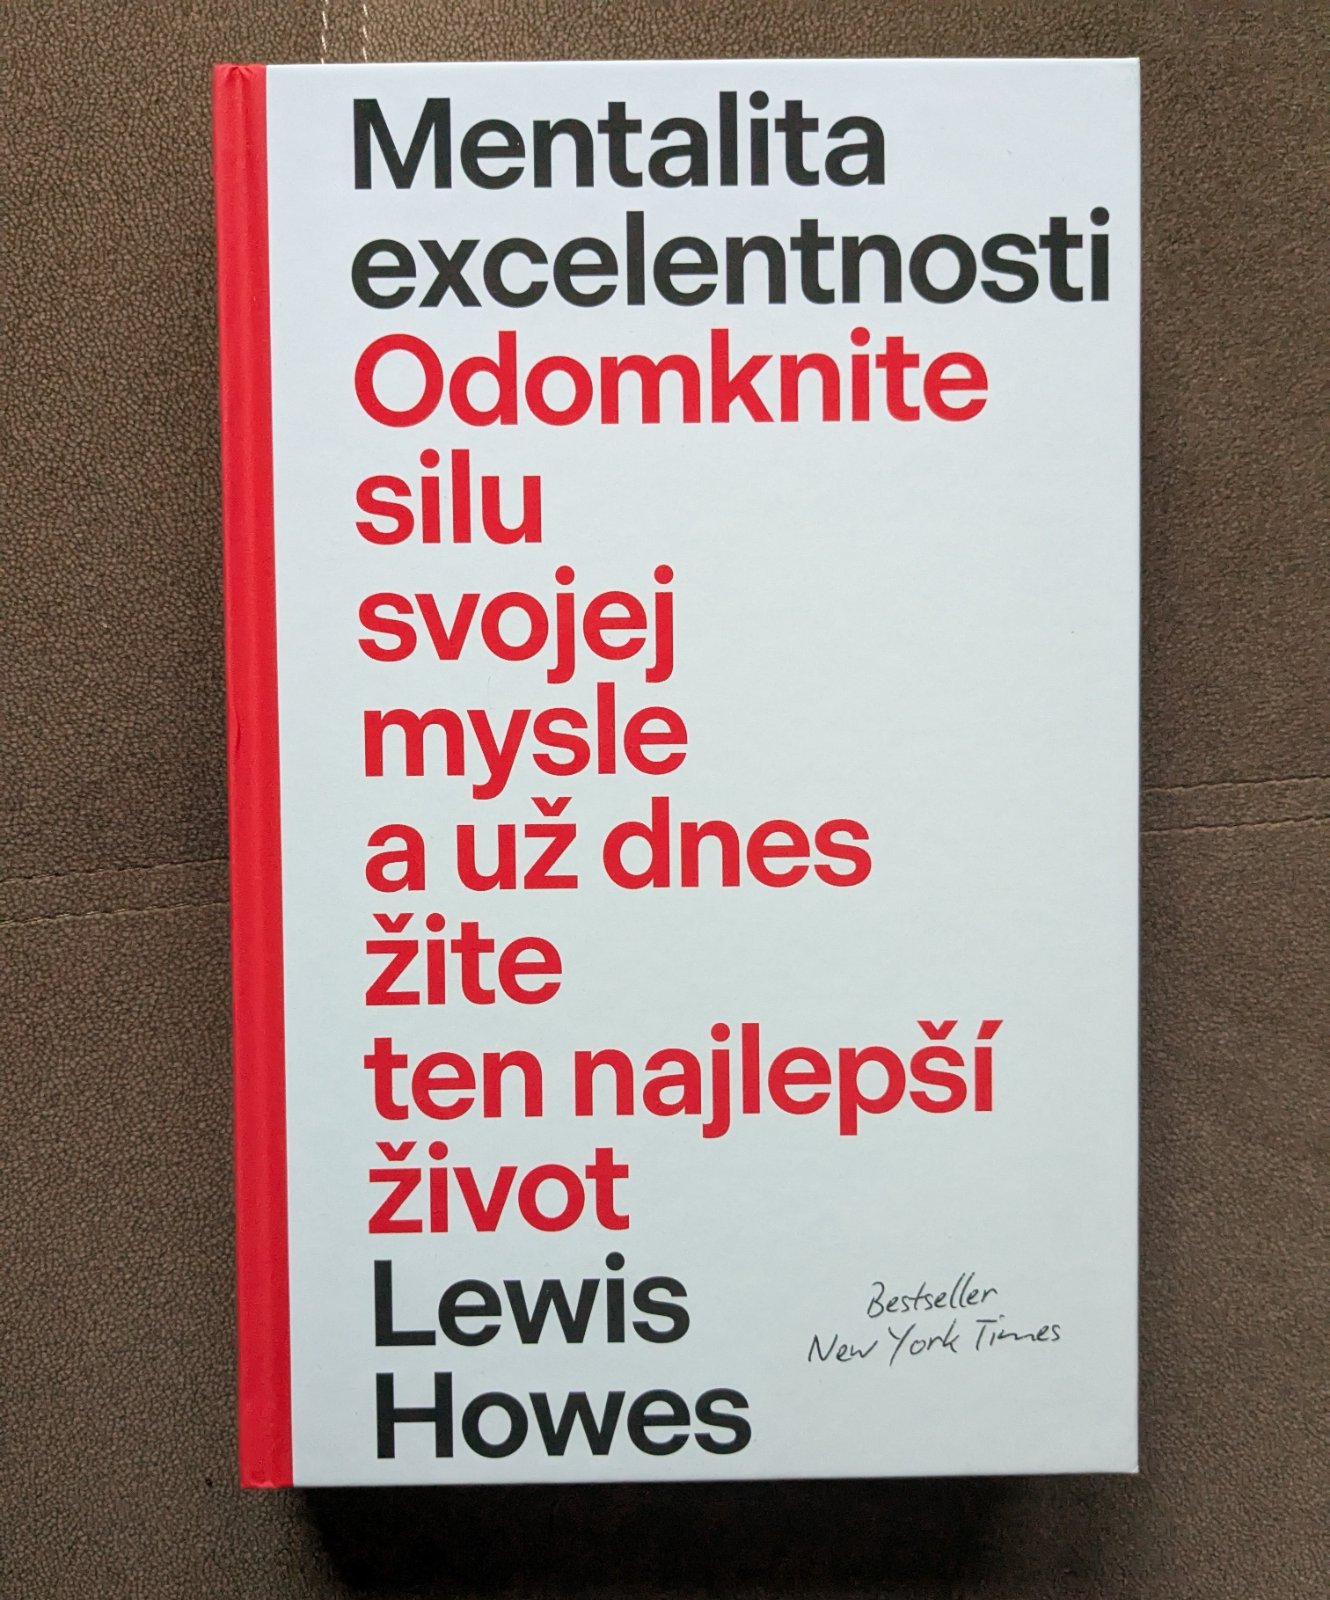 Mentalita
excelentnosti
Odomknite
silu
svojej
mysle
a už dnes
žite
ten najlepší
život
Lewis
Howes
Bestseller
New York Times